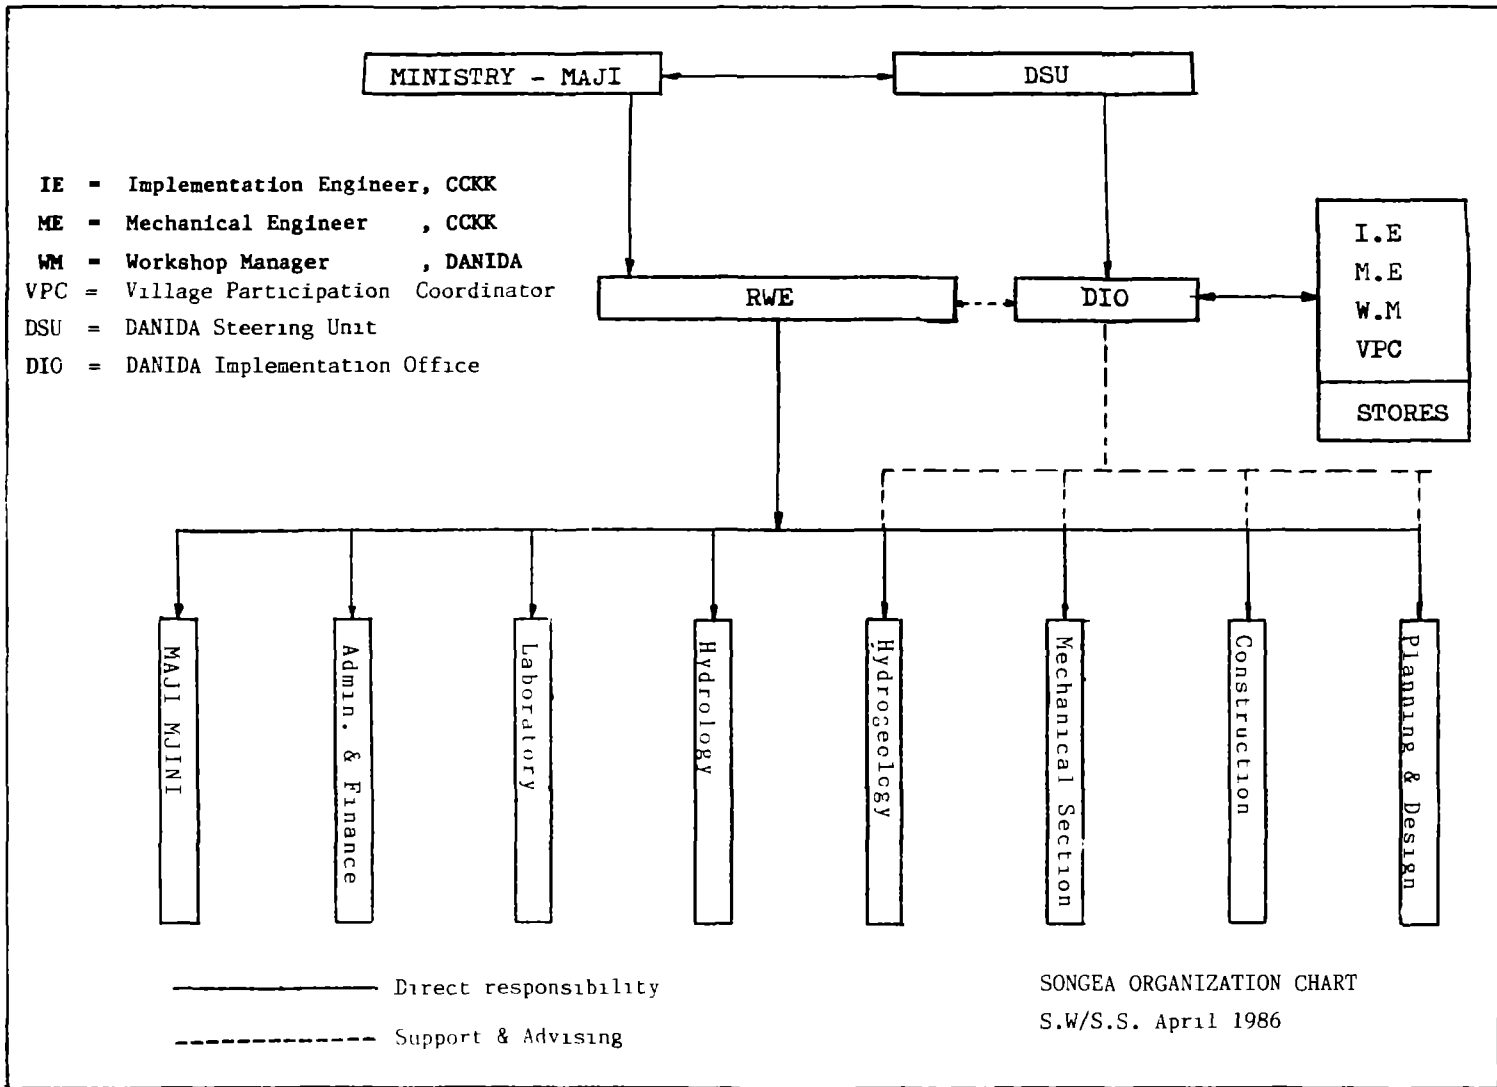 MINISTRY - MAJI
DSU
IE = Implementation Engineer, CCKK
ME = Mechanical Engineer , CCKK
WM = Workshop Manager , DANIDA
VPC = Village Participation Coordinator
DSU = DANIDA Steering Unit
DIO = DANIDA Implementation Office
RWE
DIO
I.E
M.E
W.M
VPC
STORES
MAJI MJINI
Admin. & Finance
Laboratory
Hydrology
Hydrogeology
Mechanical Section
Construction
Planning & Design
Direct responsibility
Support & Advising
SONGEA ORGANIZATION CHART
S.W/S.S. April 1986